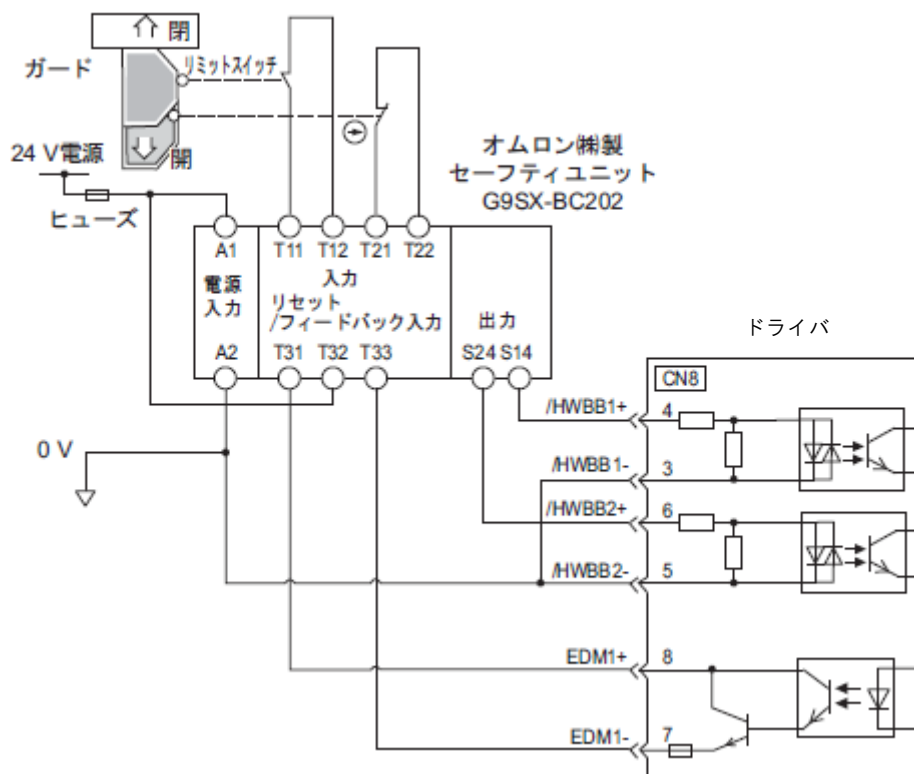 閉
ガード
リミットスイッチ
開
24 V電源
ヒューズ
オムロン㈱製
セーフティユニット
G9SX-BC202
A1
T11
T12
T21
T22
電源
入力
入力
リセット
/フィードバック入力
出力
A2
T31
T32
T33
S24
S14
0 V
ドライバ
CN8
/HWBB1+
4
/HWBB1-
3
/HWBB2+
6
/HWBB2-
5
EDM1+
8
EDM1-
7